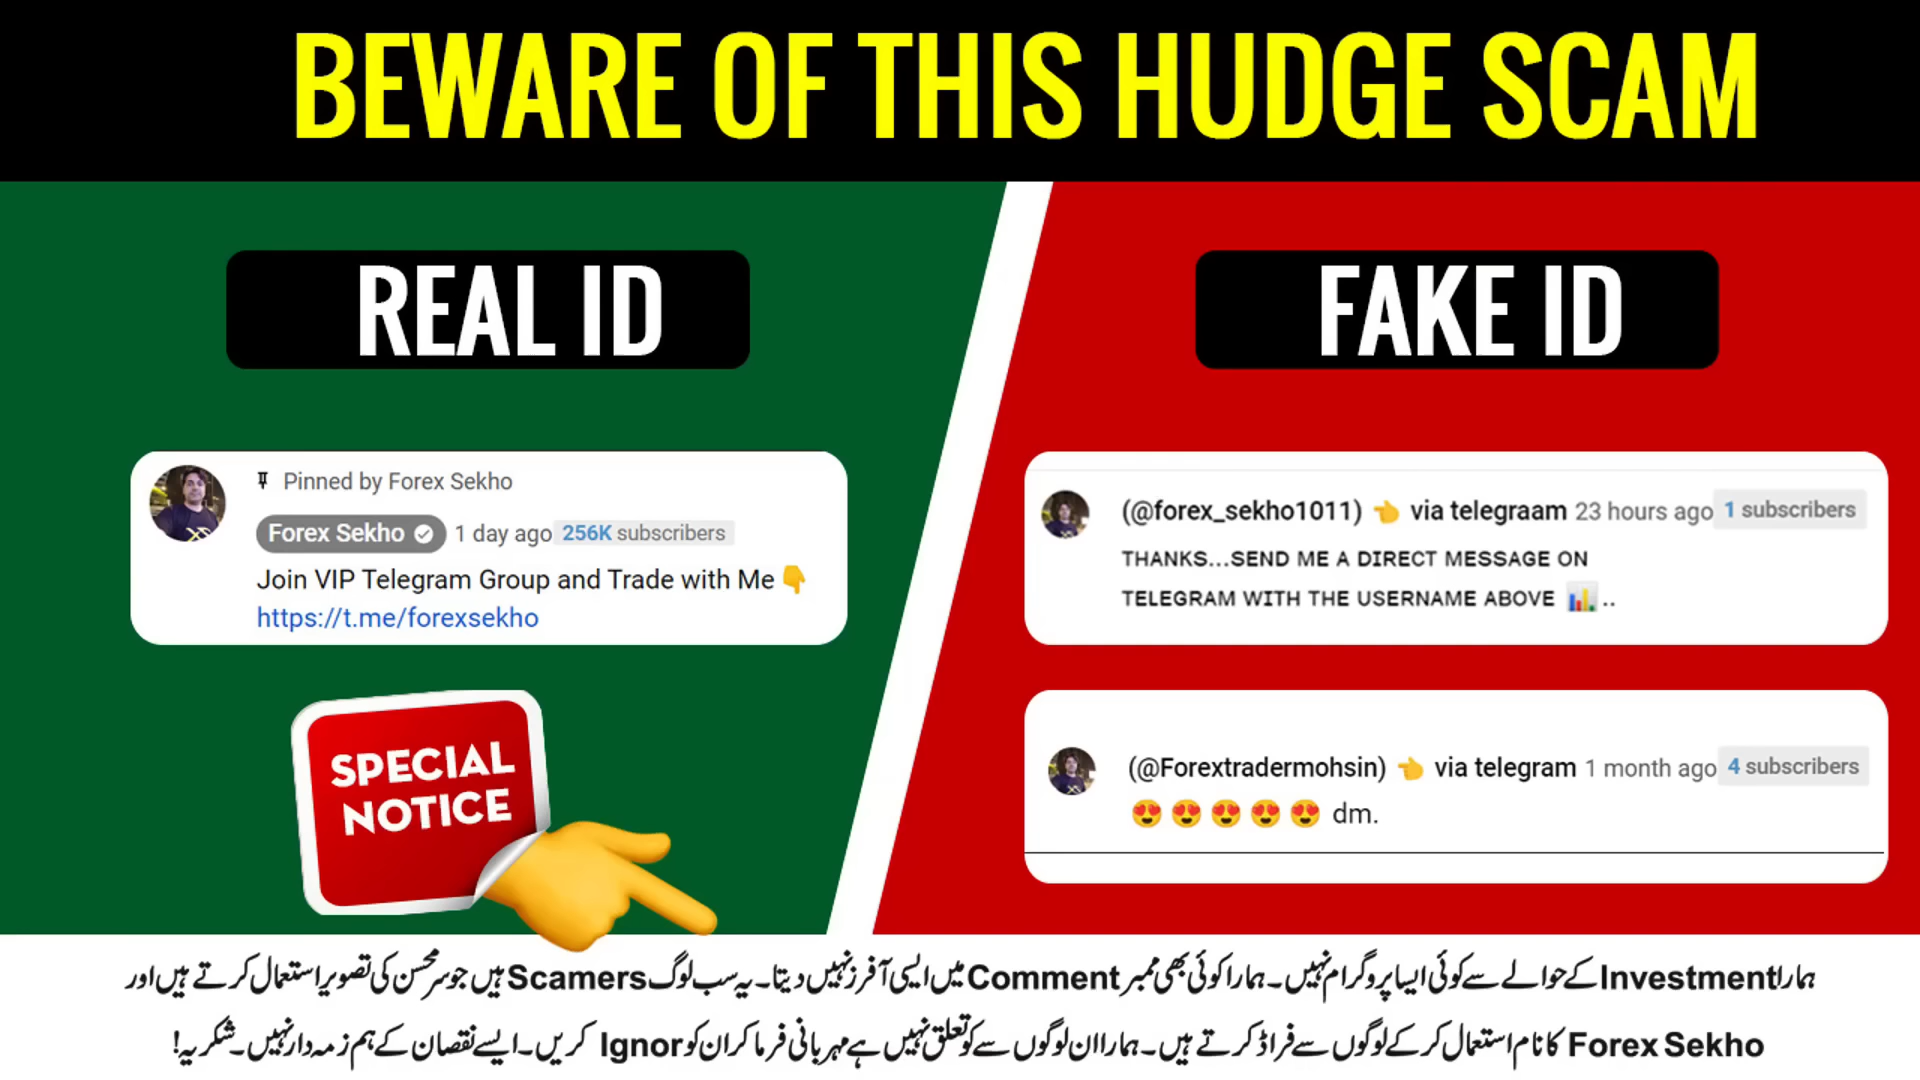 BEWARE OF THIS HUDGE SCAM
REAL ID
FAKE ID
Pinned by Forex Sekho
Forex Sekho 1 day ago 256K subscribers
Join VIP Telegram Group and Trade with Me 👇
https://t.me/forexsekho
(@forex_sekho1011) 👈 via telegraam 23 hours ago 1 subscribers
THANKS...SEND ME A DIRECT MESSAGE ON
TELEGRAM WITH THE USERNAME ABOVE 📊 ..
(@Forextradermohsin) 👈 via telegram 1 month ago 4 subscribers
😍 😍 😍 😍 😍 dm.
SPECIAL
NOTICE
ہمارا Investment کے حوالے سے کوئی ایسا پروگرام نہیں۔ ہمارا کوئی بھی ممبر Comment میں ایسی آفرز نہیں دیتا۔ یہ سب لوگ Scamers ہیں جو سر محسن کی تصویر استعمال کرتے ہیں اور
Forex Sekho کا نام استعمال کر کے لوگوں سے فراڈ کرتے ہیں۔ ہمارا ان لوگوں سے کو تعلق نہیں ہے مہربانی فرما کر ان کو Ignor کریں۔ ایسے نقصان کے ہم زمہ دار نہیں۔ شکریہ!